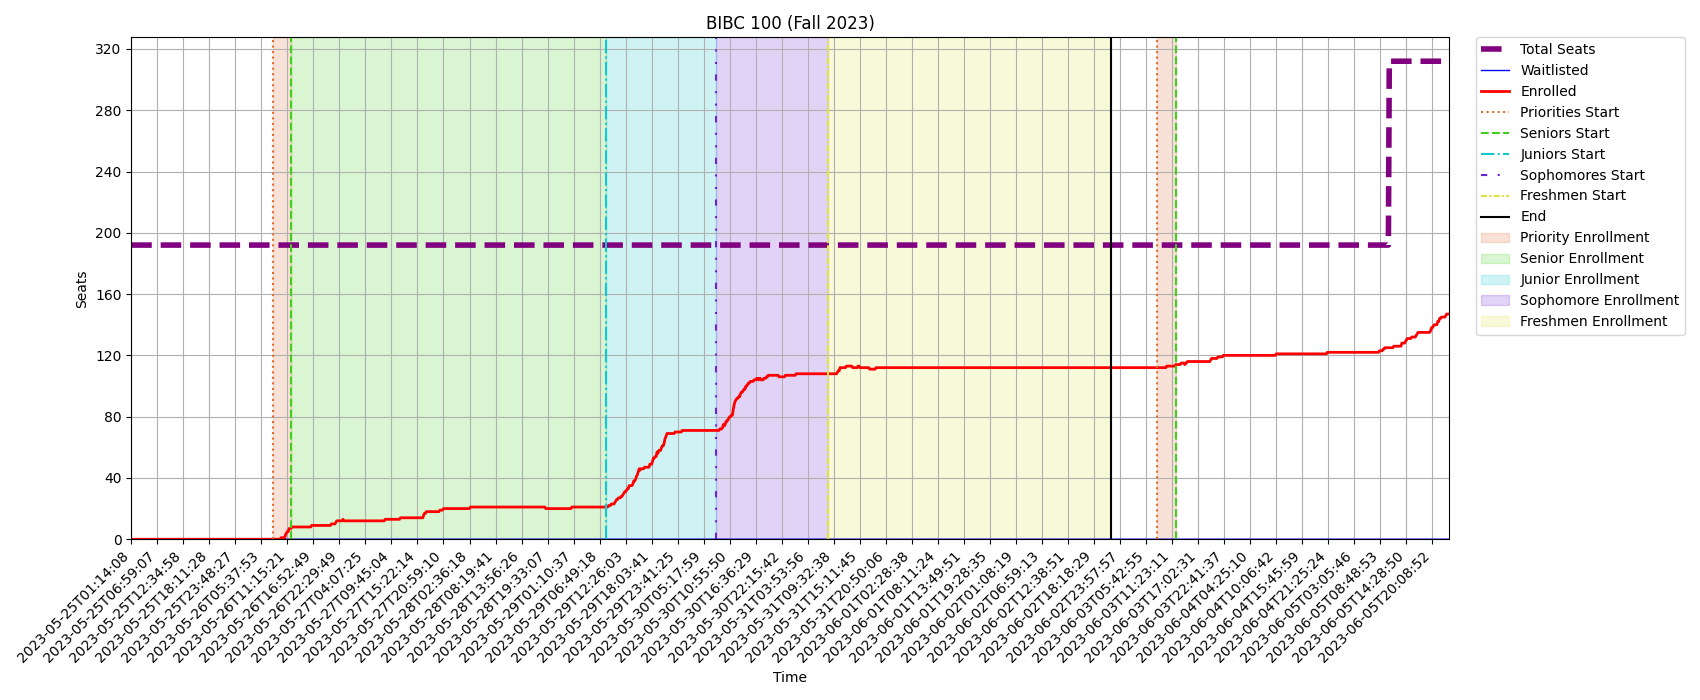 BIBC 100 (Fall 2023)
320
280
240
200
160
120
80
40
0
Seats
2023-05-25T01:14:08
2023-05-25T06:59:07
2023-05-25T12:34:58
2023-05-25T18:11:28
2023-05-25T23:48:27
2023-05-26T05:37:53
2023-05-26T11:15:21
2023-05-26T16:52:49
2023-05-26T22:29:49
2023-05-27T04:07:25
2023-05-27T09:45:04
2023-05-27T15:22:14
2023-05-27T20:59:10
2023-05-28T02:36:18
2023-05-28T08:19:41
2023-05-28T13:56:26
2023-05-28T19:33:07
2023-05-29T01:10:37
2023-05-29T06:49:18
2023-05-29T12:26:03
2023-05-29T18:03:41
2023-05-29T23:41:25
2023-05-30T05:17:59
2023-05-30T10:55:50
2023-05-30T16:36:29
2023-05-30T22:15:42
2023-05-31T03:53:56
2023-05-31T09:32:38
2023-05-31T15:11:45
2023-05-31T20:50:06
2023-06-01T02:28:38
2023-06-01T08:11:24
2023-06-01T13:49:51
2023-06-01T19:28:35
2023-06-02T01:08:19
2023-06-02T06:59:13
2023-06-02T12:38:51
2023-06-02T18:18:29
2023-06-02T23:57:57
2023-06-03T05:42:55
2023-06-03T11:23:11
2023-06-03T17:02:31
2023-06-03T22:41:37
2023-06-04T04:25:10
2023-06-04T10:06:42
2023-06-04T15:45:59
2023-06-04T21:25:24
2023-06-05T03:05:46
2023-06-05T08:48:53
2023-06-05T14:28:50
2023-06-05T20:08:52
Time
Total Seats
Waitlisted
Enrolled
Priorities Start
Seniors Start
Juniors Start
Sophomores Start
Freshmen Start
End
Priority Enrollment
Senior Enrollment
Junior Enrollment
Sophomore Enrollment
Freshmen Enrollment